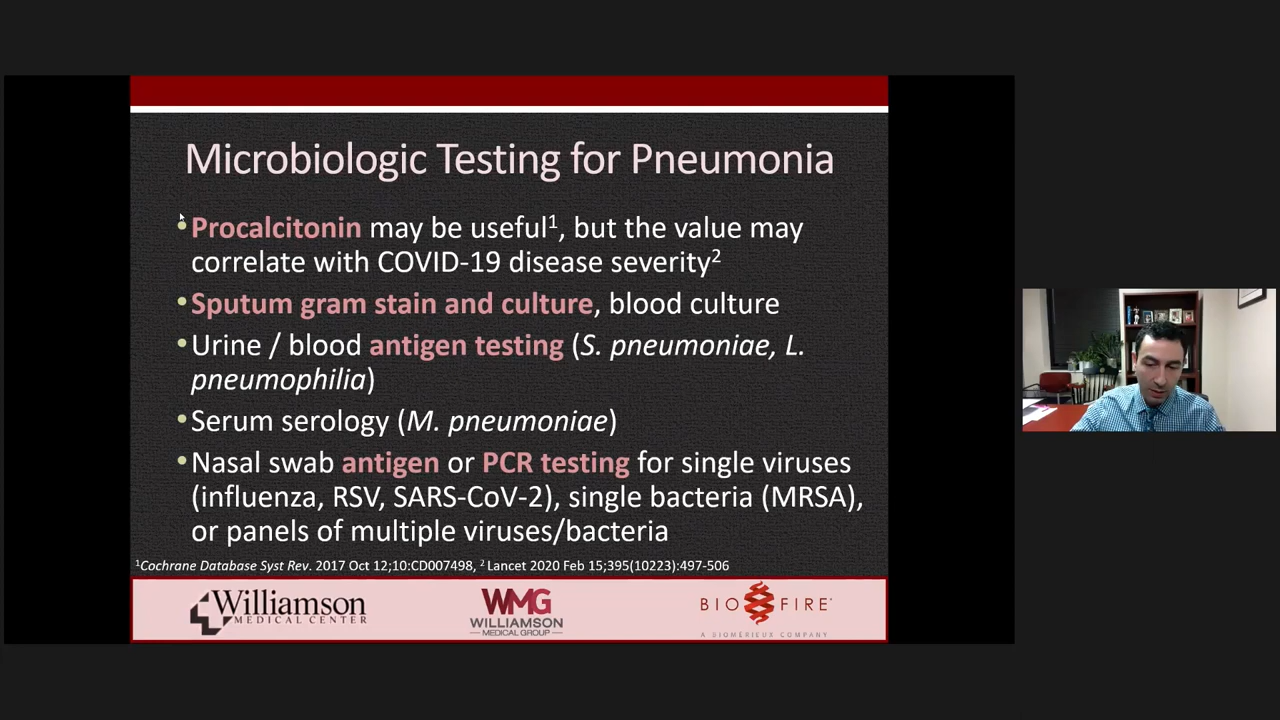 Microbiologic Testing for Pneumonia
• Procalcitonin may be useful1, but the value may
correlate with COVID-19 disease severity2
• Sputum gram stain and culture, blood culture
• Urine / blood antigen testing (S. pneumoniae, L.
pneumophilia)
• Serum serology (M. pneumoniae)
• Nasal swab antigen or PCR testing for single viruses
(influenza, RSV, SARS-CoV-2), single bacteria (MRSA),
or panels of multiple viruses/bacteria
1Cochrane Database Syst Rev. 2017 Oct 12;10:CD007498, 2 Lancet 2020 Feb 15;395(10223):497-506
Williamson
MEDICAL CENTER
WMG
WILLIAMSON
MEDICAL GROUP
BIO FIRE
A BIOMÉRIEUX COMPANY